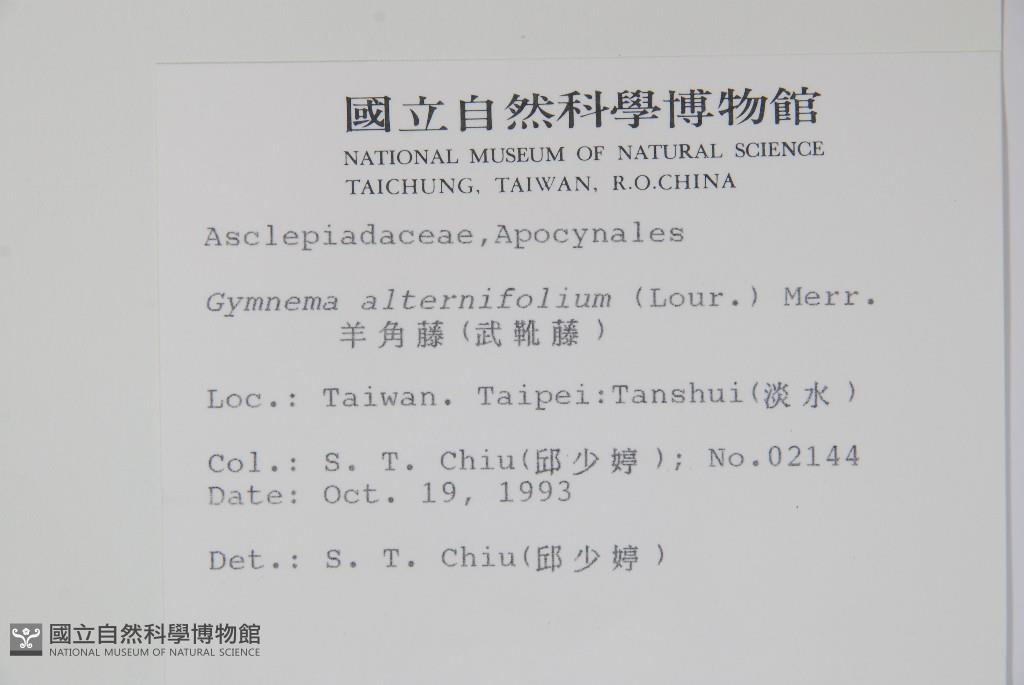 國立自然科學博物館
NATIONAL MUSEUM OF NATURAL SCIENCE
TAICHUNG, TAIWAN, R.O.CHINA
Asclepiadaceae,Apocynales
Gymnema alternifolium (Lour.) Merr.
羊角藤(武靴藤)
Loc.: Taiwan. Taipei:Tanshui(淡水)
Col.: S. T. Chiu(邱少婷); No.02144
Date: Oct. 19, 1993
Det.: S. T. Chiu(邱少婷)
國立自然科學博物館
NATIONAL MUSEUM OF NATURAL SCIENCE